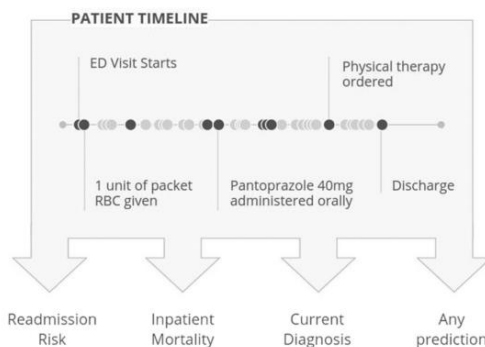 PATIENT TIMELINE
ED Visit Starts
Physical therapy
ordered
1 unit of packet
RBC given
Pantoprazole 40mg
administered orally
Discharge
Readmission
Risk
Inpatient
Mortality
Current
Diagnosis
Any
prediction